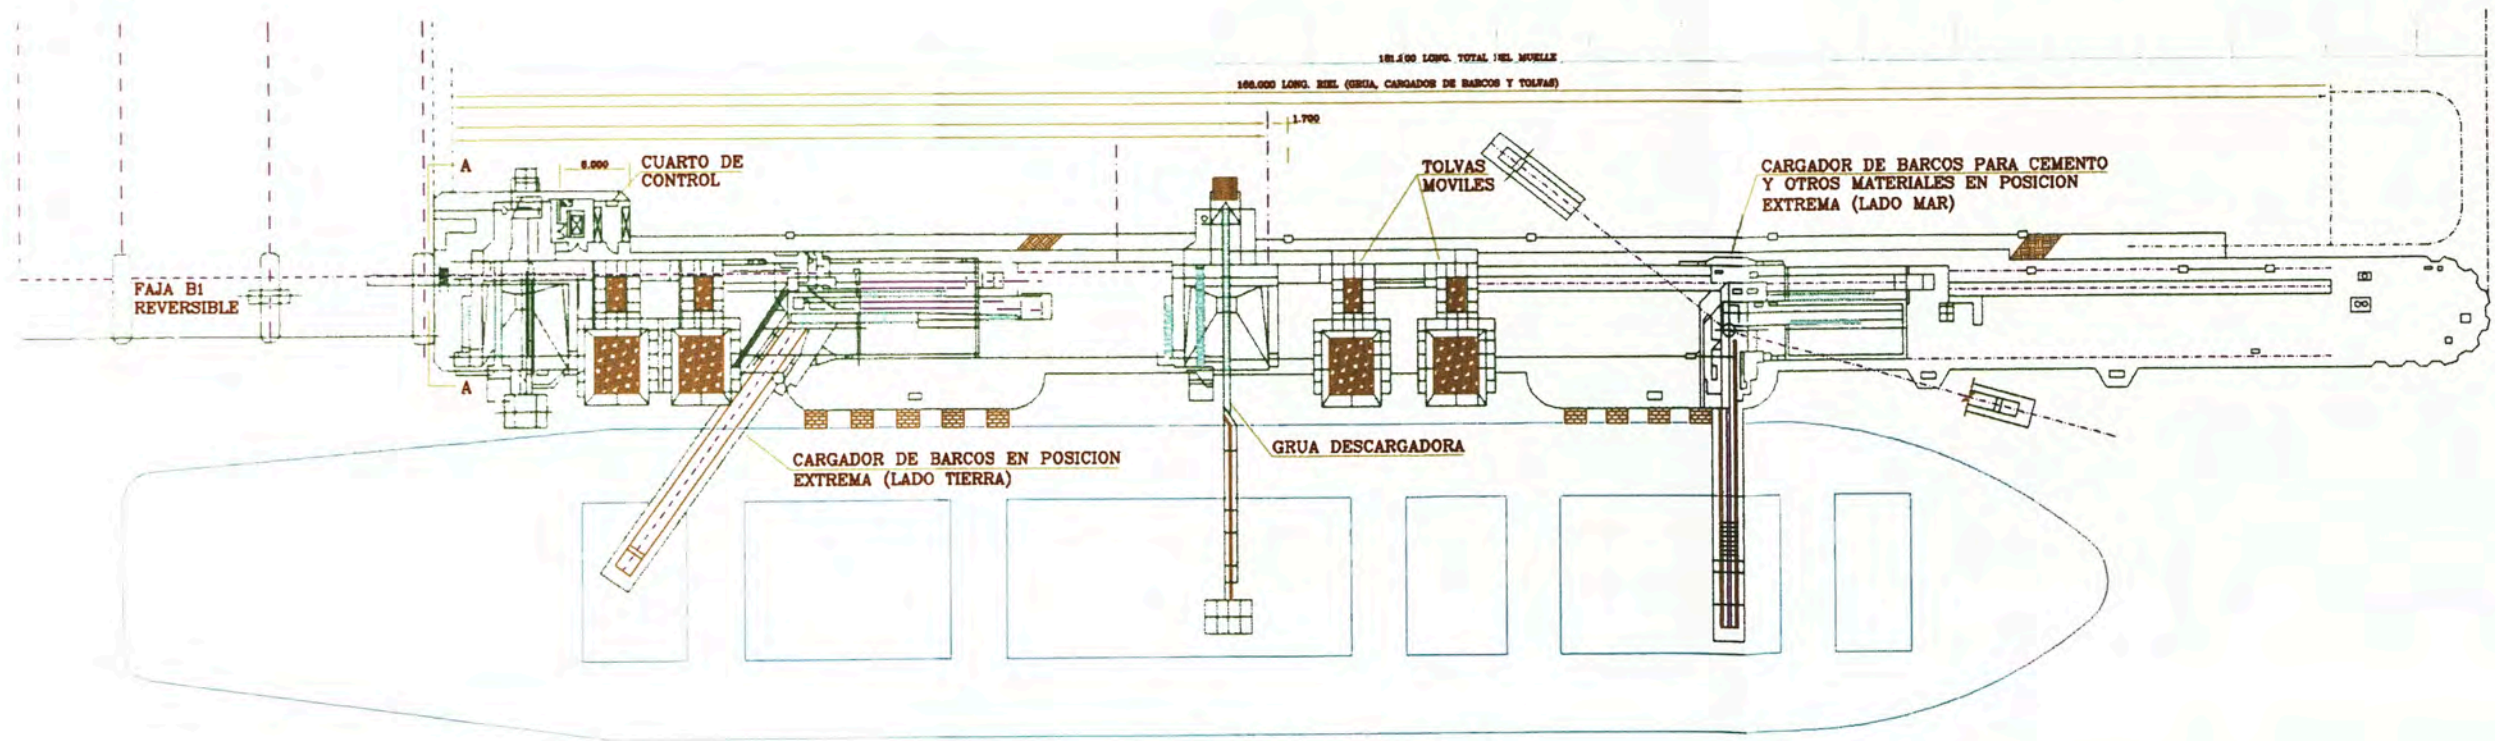 LONG. TOTAL DEL MUELLE
LONG. RIEL (GRUA, CARGADOR DE BARCOS Y TOLVAS)
1.700
A
6.000
CUARTO DE
CONTROL
TOLVAS
MOVILES
CARGADOR DE BARCOS PARA CEMENTO
Y OTROS MATERIALES EN POSICION
EXTREMA (LADO MAR)
FAJA B1
REVERSIBLE
A
CARGADOR DE BARCOS EN POSICION
EXTREMA (LADO TIERRA)
GRUA DESCARGADORA